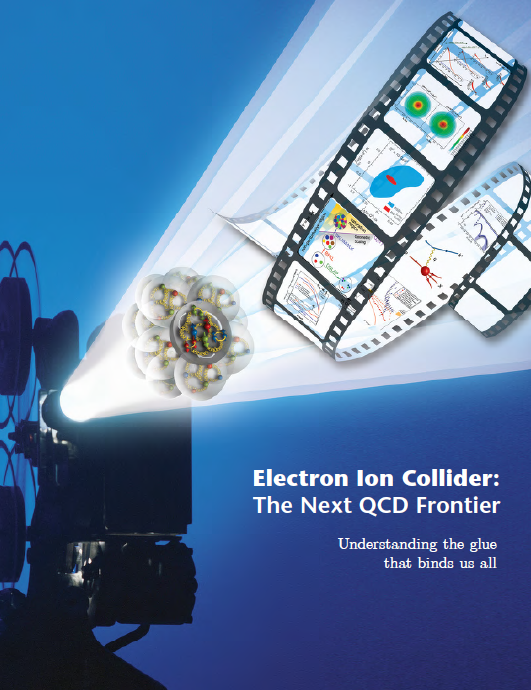 Electron Ion Collider:
The Next QCD Frontier
Understanding the glue
that binds us all